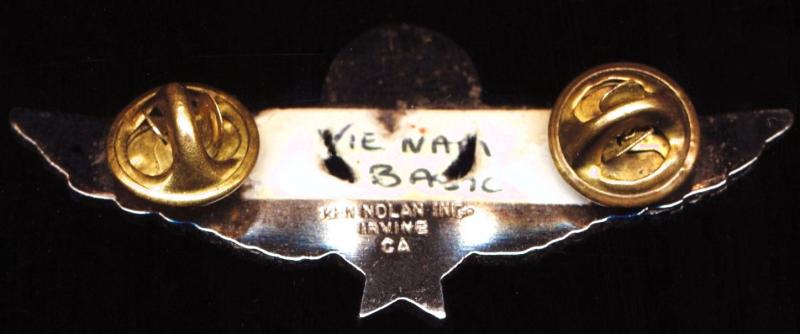 VIE NAM
BASIC
KEN NOLAN INC.
IRVINE
CA